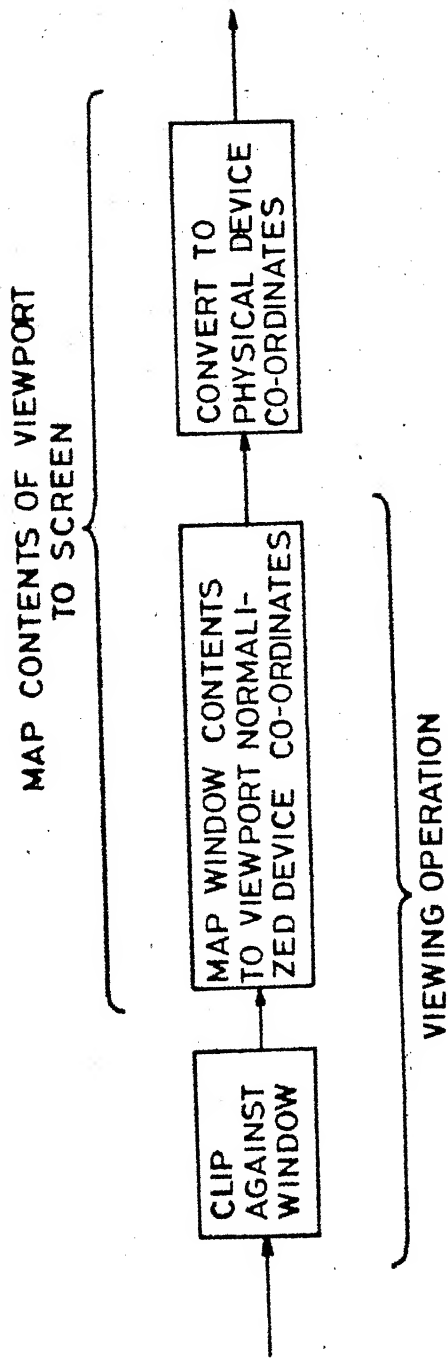 MAP CONTENTS OF VIEWPORT
TO SCREEN
CLIP
AGAINST
WINDOW
MAP WINDOW CONTENTS
TO VIEWPORT NORMALI-
ZED DEVICE CO-ORDINATES
CONVERT TO
PHYSICAL DEVICE
CO-ORDINATES
VIEWING OPERATION